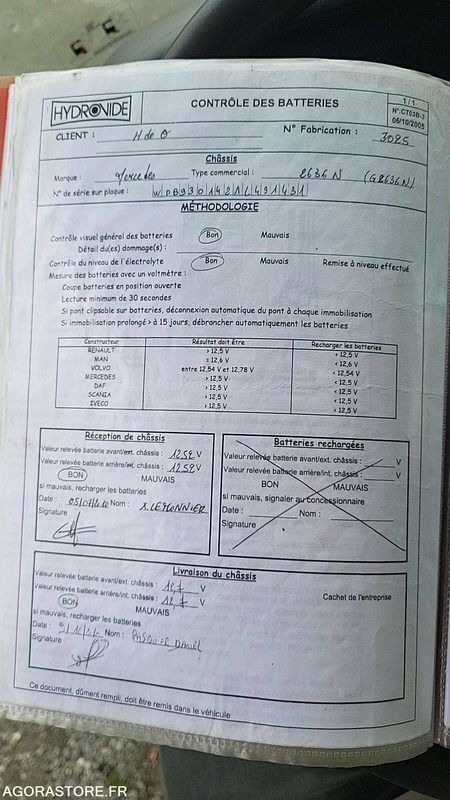 HYDROVIDE
CONTRÔLE DES BATTERIES
1 / 1
N°:CT03B-3
06/10/2005
CLIENT : H de O N° Fabrication : 3025
Châssis
Marque : Mercedes Type commercial : 2636 N (G2636N)
N° de série sur plaque : WDB9301421L491431
MÉTHODOLOGIE
Contrôle visuel général des batteries Bon Mauvais
Détail du(es) dommage(s) :
Contrôle du niveau de l'électrolyte Bon Mauvais Remise à niveau effectué
Mesure des batteries avec un voltmètre :
Coupe batteries en position ouverte
Lecture minimum de 30 secondes
Si pont clipsable sur batteries, déconnexion automatique du pont à chaque immobilisation
Si immobilisation prolongé > à 15 jours, débrancher automatiquement les batteries
Constructeur Résultat doit être Recharger les batteries
RENAULT > 12,5 V < 12,5 V
MAN = 12,6 V < 12,6 V
VOLVO entre 12,54 V et 12,78 V < 12,54 V
MERCEDES > 12,5 V < 12,5 V
DAF > 12,5 V < 12,5 V
SCANIA > 12,5 V < 12,5 V
IVECO > 12,5 V < 12,5 V
Réception de châssis
Valeur relevée batterie avant/ext. châssis : V
Valeur relevée batterie arrière/int. châssis : V
BON MAUVAIS
si mauvais, recharger les batteries
Date : Nom : X.LEMONNIER
Signature
Batteries rechargées
Valeur relevée batterie avant/ext. châssis : V
Valeur relevée batterie arrière/int. châssis : V
BON MAUVAIS
si mauvais, signaler au concessionnaire
Date : Nom :
Signature
Livraison du châssis
Valeur relevée batterie avant/ext. châssis : V
Valeur relevée batterie arrière/int. châssis : V
BON MAUVAIS
Cachet de l'entreprise
si mauvais, recharger les batteries
Date : Nom :
Signature
Ce document, dûment rempli, doit être remis dans le véhicule
AGORASTORE.FR